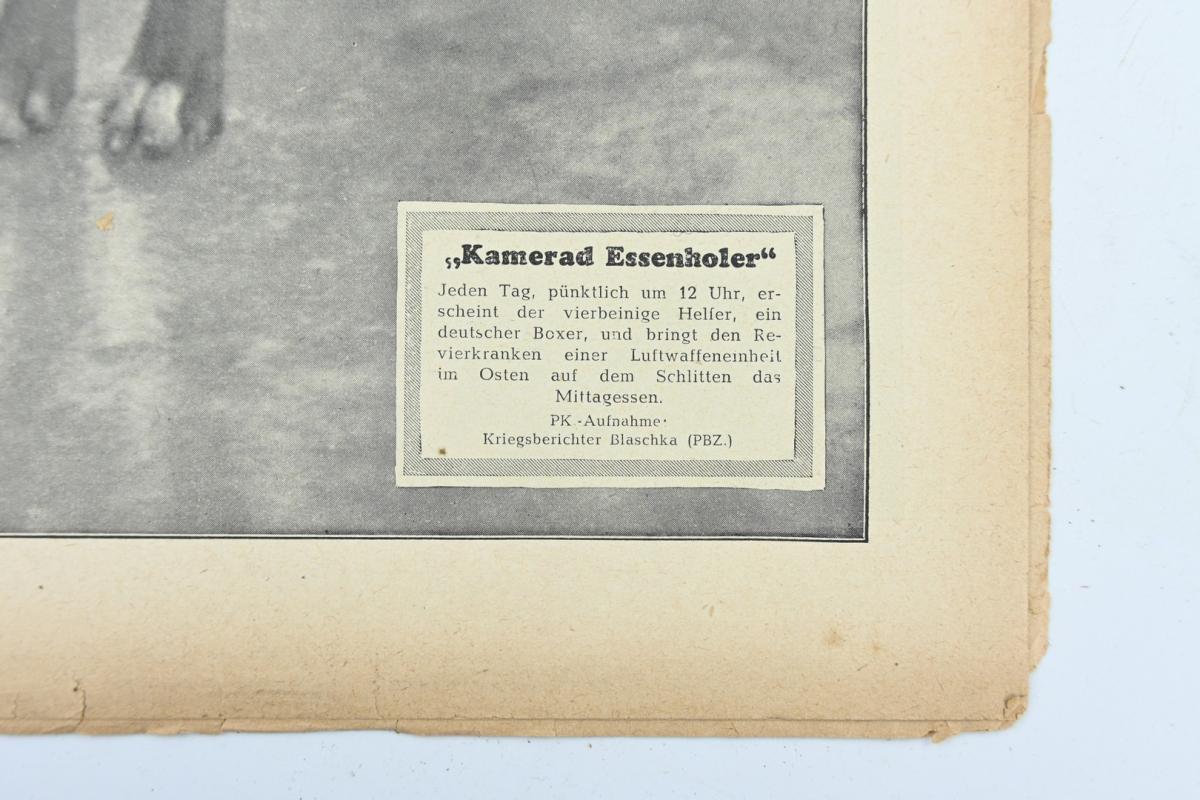 „Kamerad Essenholer“
Jeden Tag, pünktlich um 12 Uhr, er-
scheint der vierbeinige Helfer, ein
deutscher Boxer, und bringt den Re-
vierkranken einer Luftwaffeneinheit
im Osten auf dem Schlitten das
Mittagessen.
PK.-Aufnahme:
Kriegsberichter Blaschka (PBZ.)